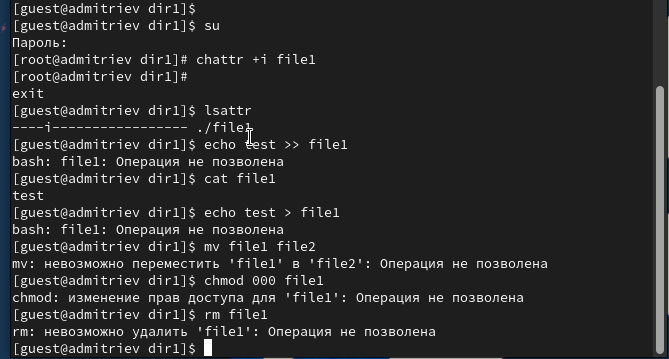 [guest@admitriev dir1]$
[guest@admitriev dir1]$ su
Пароль:
[root@admitriev dir1]# chattr +i file1
[root@admitriev dir1]#
exit
[guest@admitriev dir1]$ lsattr
----i----------------- ./file1
[guest@admitriev dir1]$ echo test >> file1
bash: file1: Операция не позволена
[guest@admitriev dir1]$ cat file1
test
[guest@admitriev dir1]$ echo test > file1
bash: file1: Операция не позволена
[guest@admitriev dir1]$ mv file1 file2
mv: невозможно переместить 'file1' в 'file2': Операция не позволена
[guest@admitriev dir1]$ chmod 000 file1
chmod: изменение прав доступа для 'file1': Операция не позволена
[guest@admitriev dir1]$ rm file1
rm: невозможно удалить 'file1': Операция не позволена
[guest@admitriev dir1]$